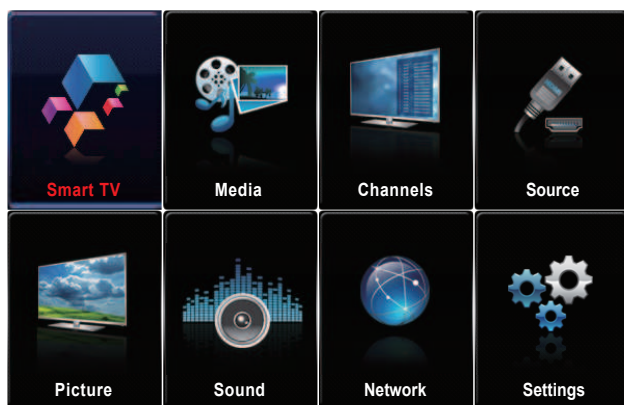 Smart TV
Media
Channels
Source
Picture
Sound
Network
Settings